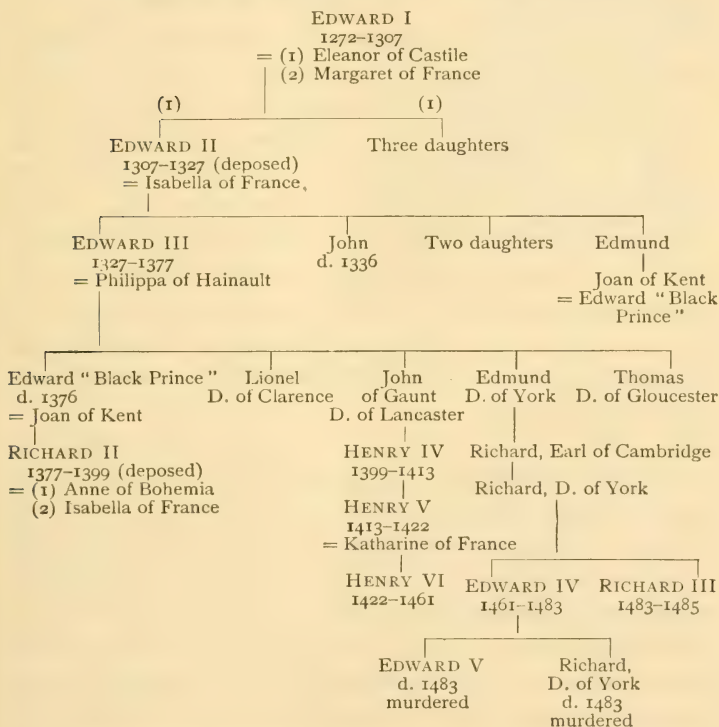 EDWARD I
1272–1307
= (1) Eleanor of Castile
(2) Margaret of France
(1) (1)
EDWARD II Three daughters
1307–1327 (deposed)
= Isabella of France,
EDWARD III John Two daughters Edmund
1327–1377 d. 1336
= Philippa of Hainault Joan of Kent
= Edward "Black
Prince"
Edward "Black Prince" Lionel John Edmund Thomas
d. 1376 D. of Clarence of Gaunt D. of York D. of Gloucester
= Joan of Kent D. of Lancaster
RICHARD II HENRY IV Richard, Earl of Cambridge
1377–1399 (deposed) 1399–1413
= (1) Anne of Bohemia Richard, D. of York
(2) Isabella of France HENRY V
1413–1422
= Katharine of France
HENRY VI EDWARD IV RICHARD III
1422–1461 1461–1483 1483–1485
EDWARD V Richard,
d. 1483 D. of York
murdered d. 1483
murdered